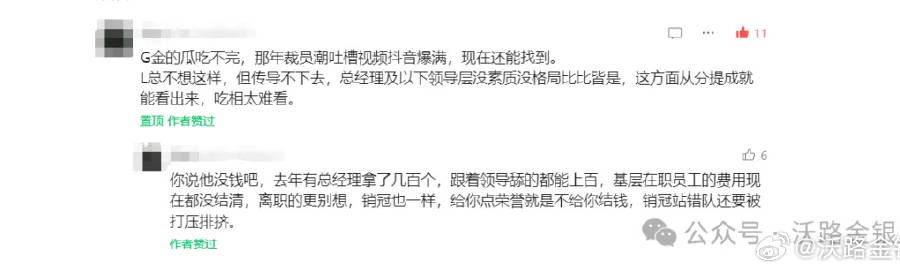 11
G金的瓜吃不完，那年裁员潮吐槽视频抖音爆满，现在还能找到。
L总不想这样，但传导不下去，总经理及以下领导层没素质没格局比比皆是，这方面从分提成就
能看出来，吃相太难看。
置顶 作者赞过
6
你说他没钱吧，去年有总经理拿了几百个，跟着领导舔的都能上百，基层在职员工的费用现
在都没结清，离职的更别想，销冠也一样，给你点荣誉就是不给你结钱，销冠站错队还要被
打压排挤。
作者赞过
公众号 · 沃路金银
@沃路金银